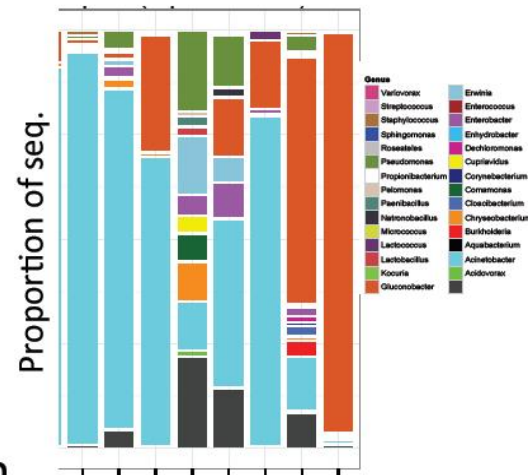 Proportion of seq.
Genus
Variovorax
Streptococcus
Staphylococcus
Sphingomonas
Roseateles
Pseudomonas
Propionibacterium
Pelomonas
Paenibacillus
Natronobacillus
Micrococcus
Lactococcus
Lactobacillus
Kocuria
Gluconobacter
Erwinia
Enterococcus
Enterobacter
Enhydrobacter
Dechloromonas
Cupriavidus
Corynebacterium
Comamonas
Cloacibacterium
Chryseobacterium
Burkholderia
Aquabacterium
Acinetobacter
Acidovorax